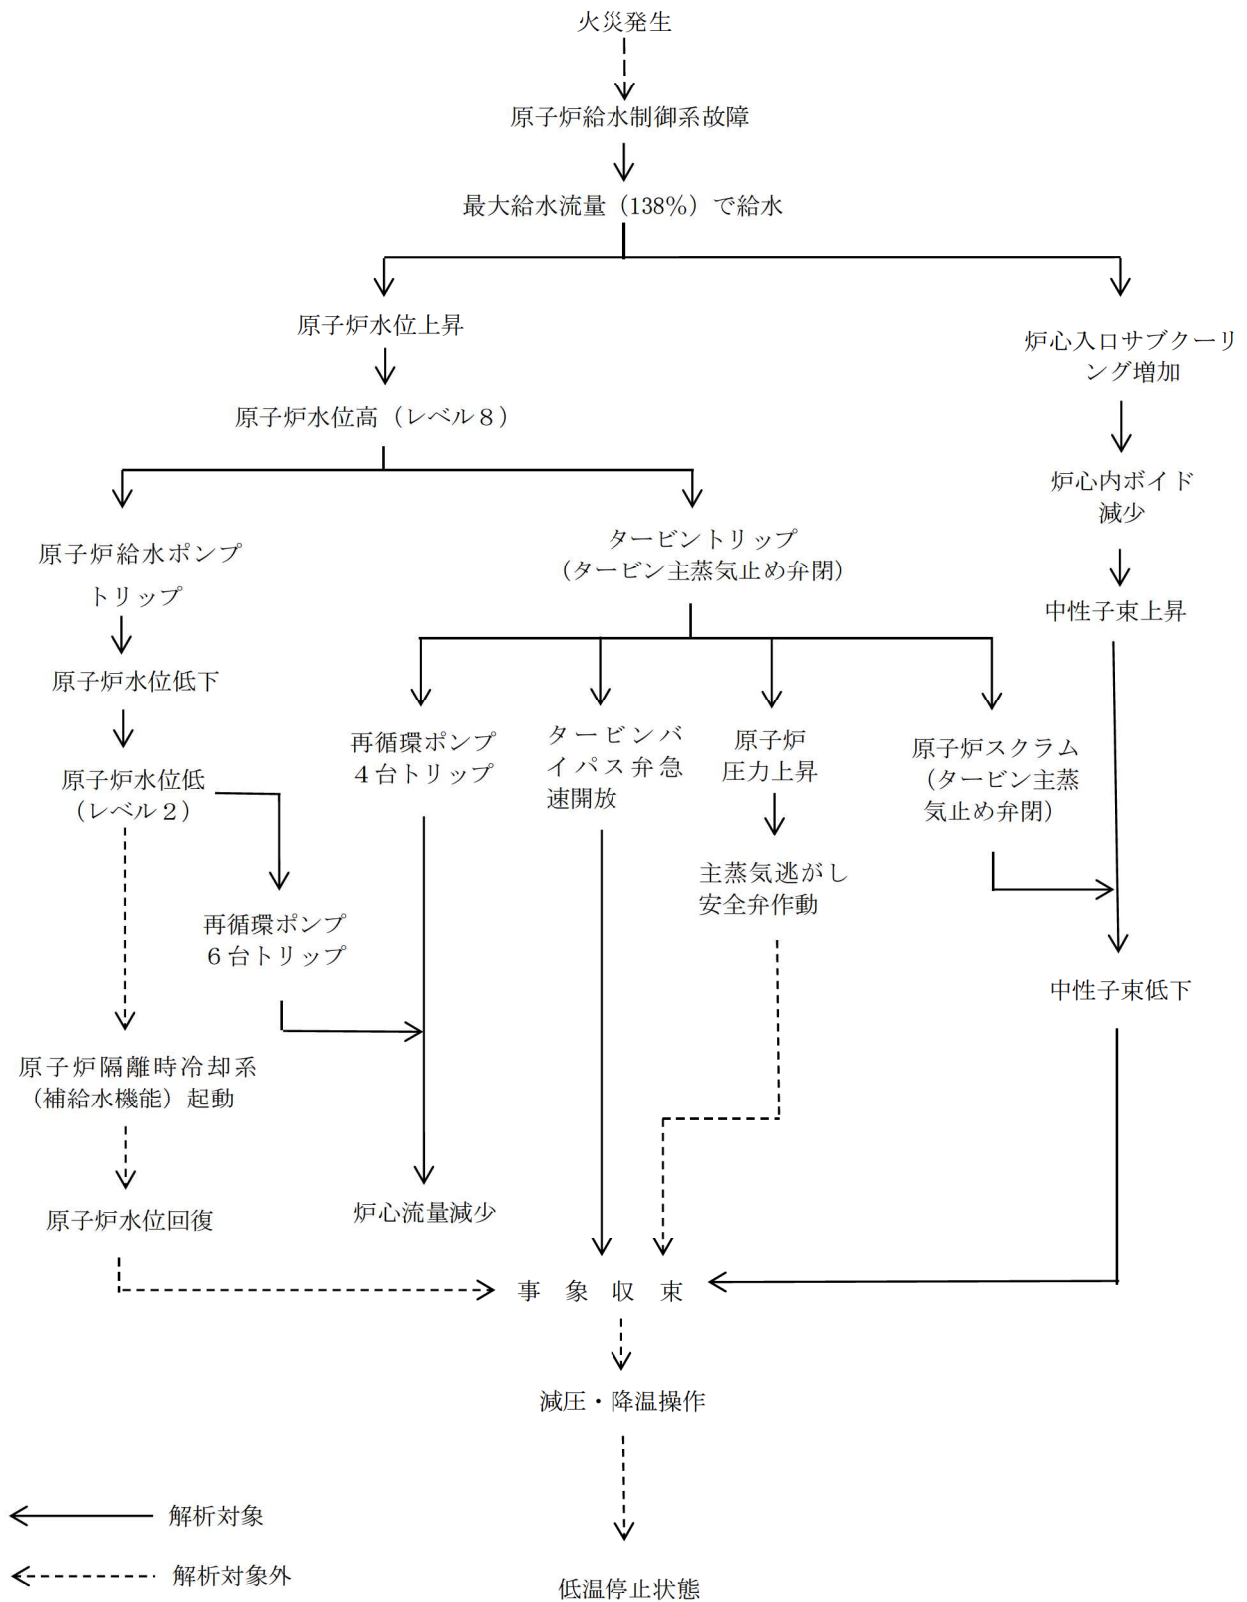 火災発生
原子炉給水制御系故障
最大給水流量（138%）で給水
原子炉水位上昇
原子炉水位高（レベル８）
炉心入口サブクーリ
ング増加
炉心内ボイド
減少
中性子束上昇
原子炉給水ポンプ
トリップ
原子炉水位低下
原子炉水位低
（レベル２）
タービントリップ
（タービン主蒸気止め弁閉）
再循環ポンプ
４台トリップ
タービンバ
イパス弁急
速開放
原子炉
圧力上昇
原子炉スクラム
（タービン主蒸
気止め弁閉）
主蒸気逃がし
安全弁作動
再循環ポンプ
６台トリップ
中性子束低下
原子炉隔離時冷却系
（補給水機能）起動
原子炉水位回復
炉心流量減少
事　象　収　束
減圧・降温操作
低温停止状態
解析対象
解析対象外